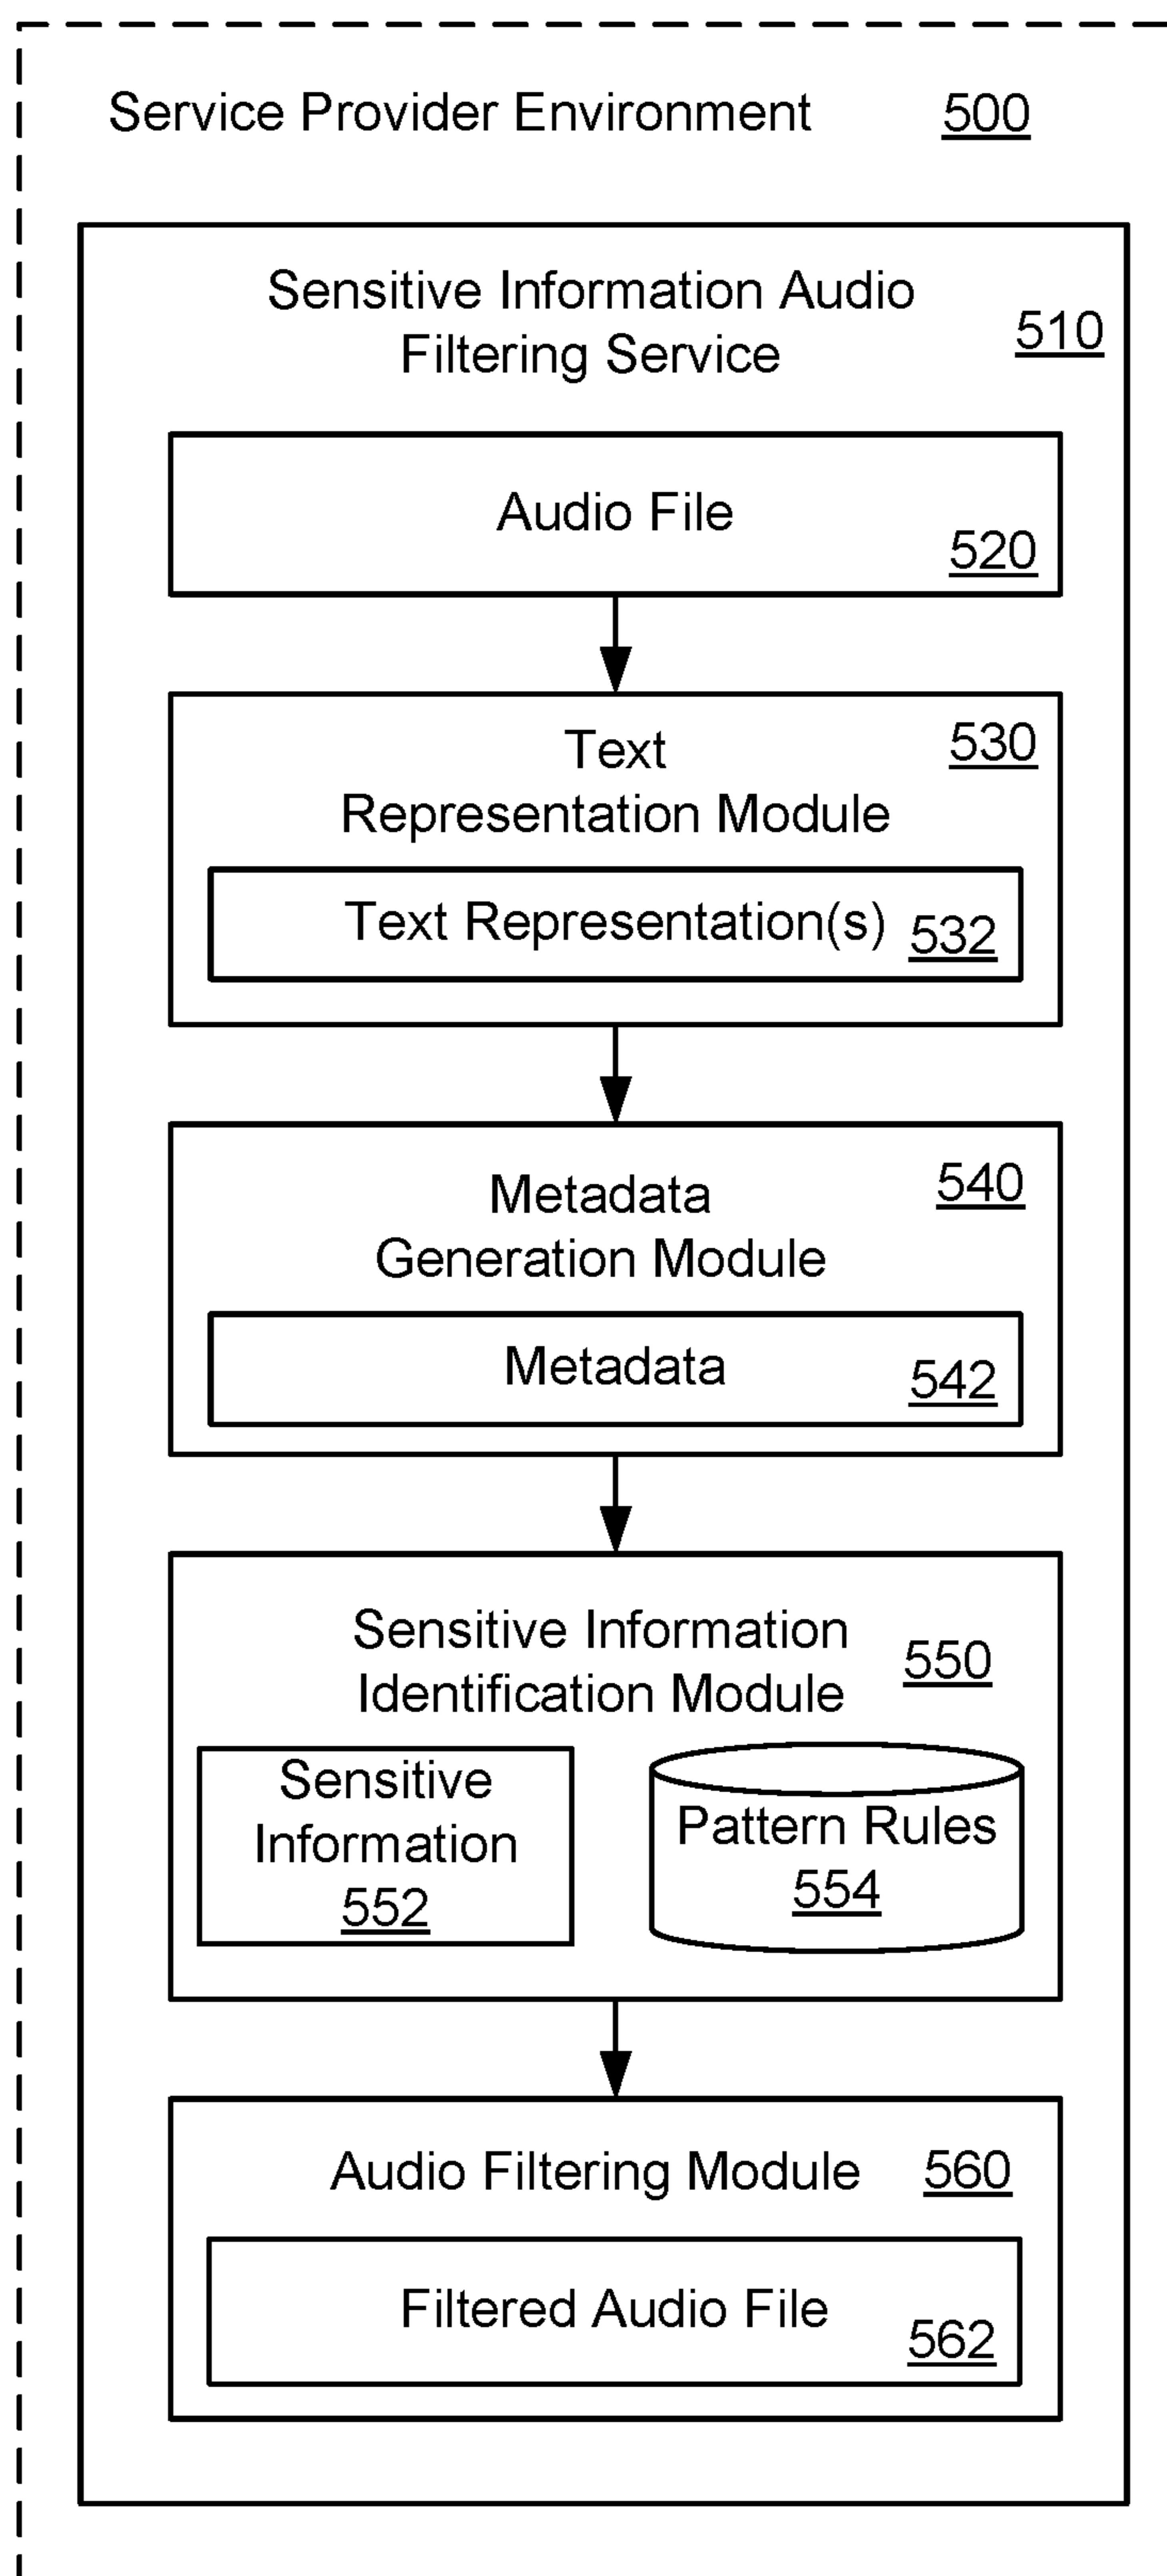 Service Provider Environment 500
Sensitive Information Audio
Filtering Service
510
Audio File
520
Text
530
Representation Module
Text Representation(s) 532
Metadata
540
Generation Module
Metadata
542
Sensitive Information
Identification Module
550
Sensitive
Information
552
Pattern Rules
554
Audio Filtering Module 560
Filtered Audio File
562